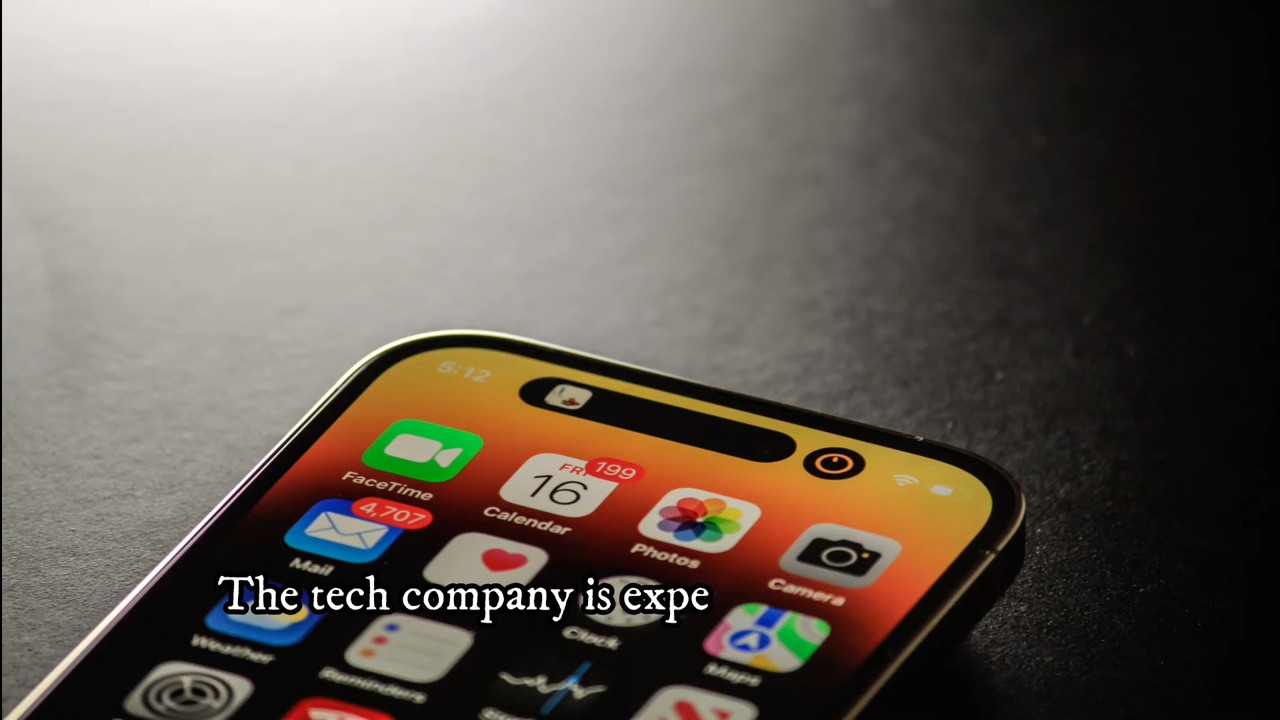 5:12
FaceTime
FRI
199
16
Calendar
Photos
Camera
4,707
Mail
The tech company is expe
Weather
Reminders
Clock
Maps